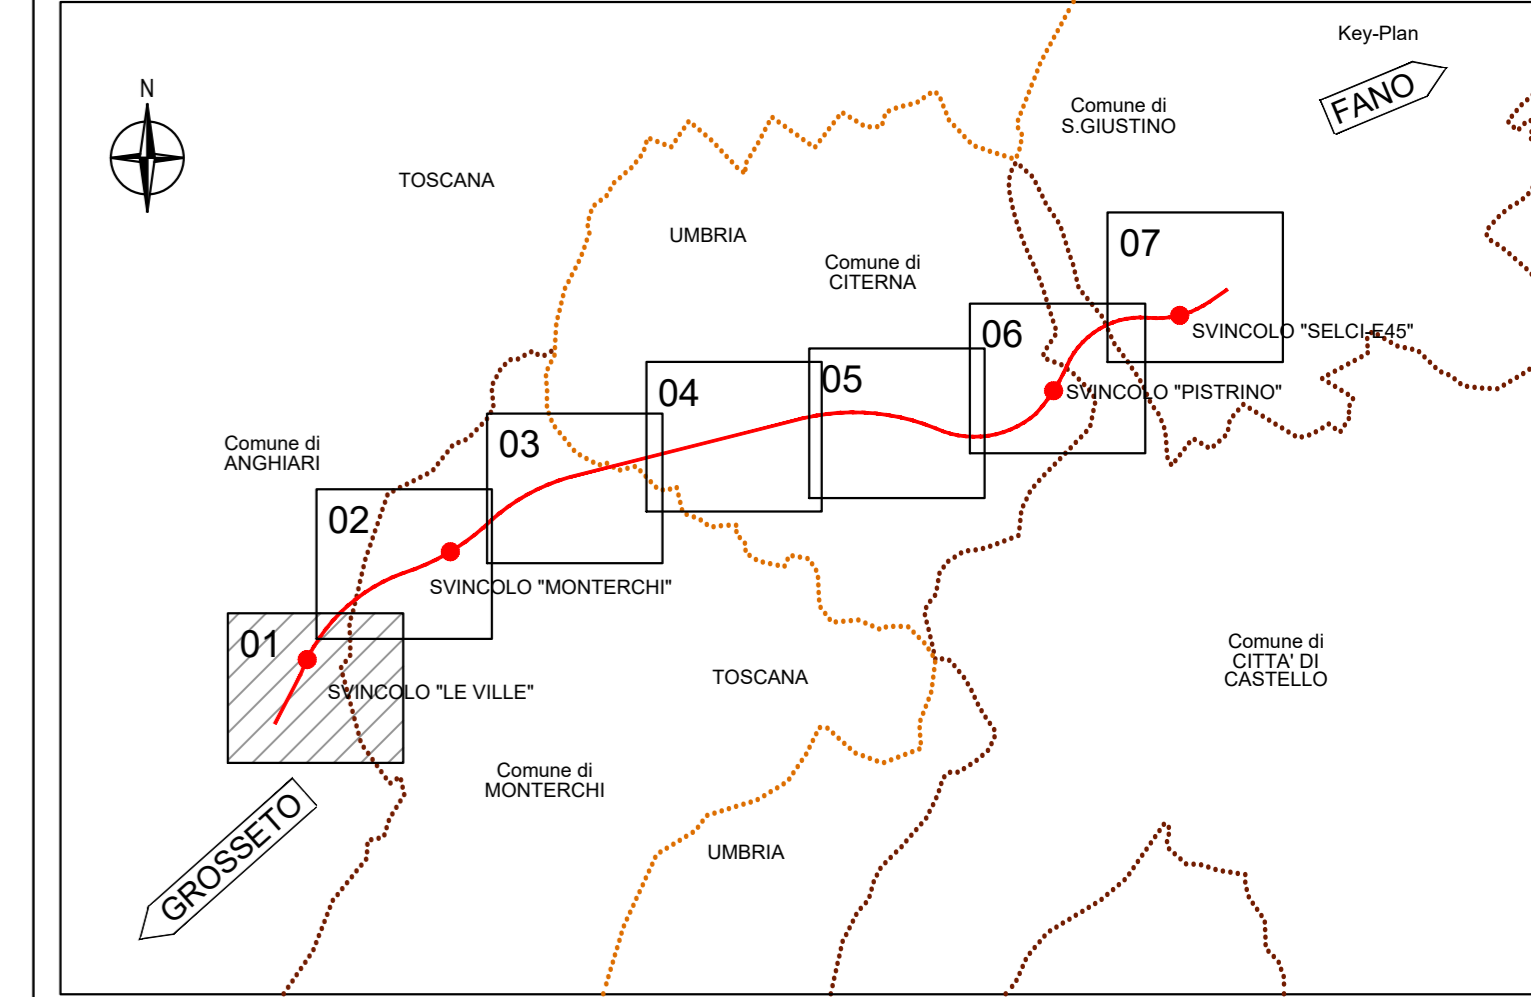 Key-Plan
N
FANO
Comune di
S.GIUSTINO
TOSCANA
UMBRIA
Comune di
CITERNA
07
SVINCOLO "SELCI-E45"
06
05
04
SVINCOLO "PISTRINO"
03
Comune di
ANGHIARI
02
SVINCOLO "MONTERCHI"
01
SVINCOLO "LE VILLE"
TOSCANA
Comune di
CITTA' DI
CASTELLO
Comune di
MONTERCHI
GROSSETO
UMBRIA